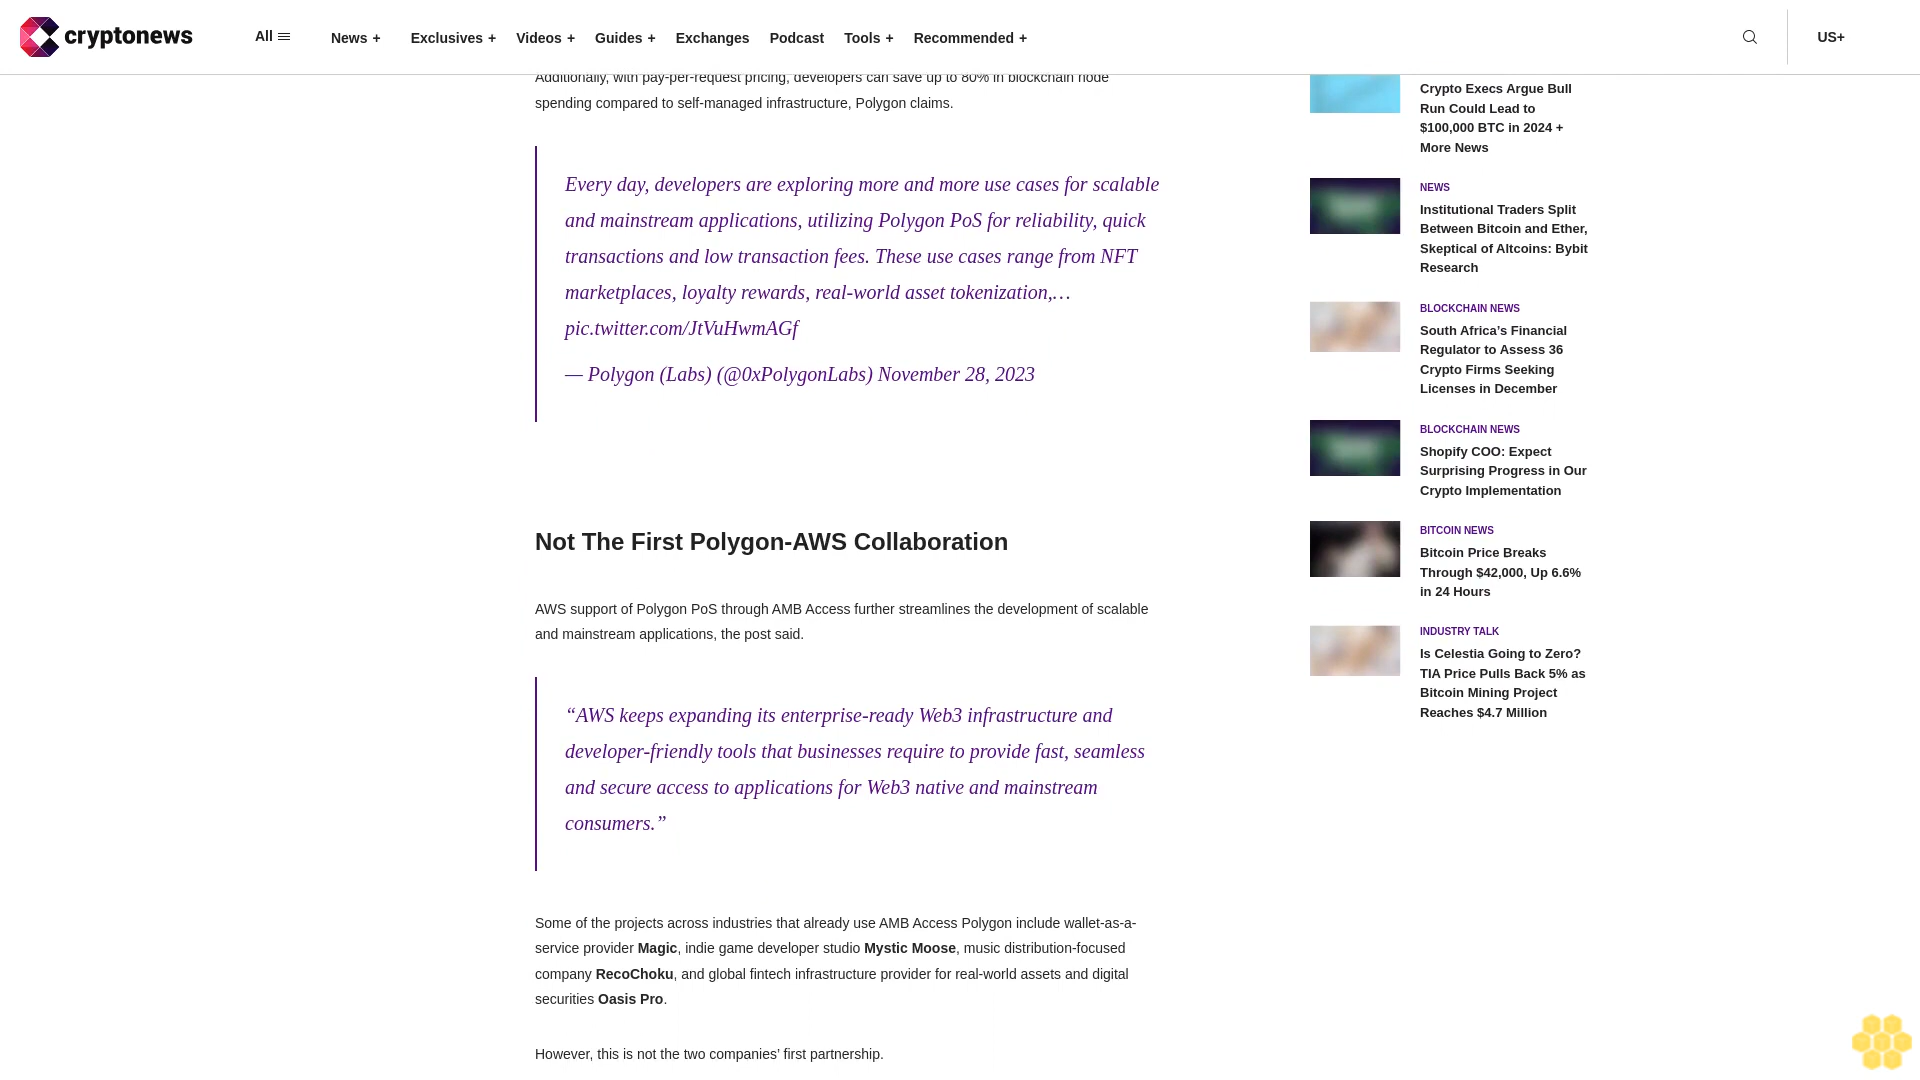 cryptonews
All
News +
Exclusives +
Videos +
Guides +
Exchanges
Podcast
Tools +
Recommended +
US+
Additionally, with pay-per-request pricing, developers can save up to 80% in blockchain node
spending compared to self-managed infrastructure, Polygon claims.
Every day, developers are exploring more and more use cases for scalable
and mainstream applications, utilizing Polygon PoS for reliability, quick
transactions and low transaction fees. These use cases range from NFT
marketplaces, loyalty rewards, real-world asset tokenization,…
pic.twitter.com/JtVuHwmAGf
— Polygon (Labs) (@0xPolygonLabs) November 28, 2023
Not The First Polygon-AWS Collaboration
AWS support of Polygon PoS through AMB Access further streamlines the development of scalable
and mainstream applications, the post said.
“AWS keeps expanding its enterprise-ready Web3 infrastructure and
developer-friendly tools that businesses require to provide fast, seamless
and secure access to applications for Web3 native and mainstream
consumers.”
Some of the projects across industries that already use AMB Access Polygon include wallet-as-a-
service provider Magic, indie game developer studio Mystic Moose, music distribution-focused
company RecoChoku, and global fintech infrastructure provider for real-world assets and digital
securities Oasis Pro.
However, this is not the two companies’ first partnership.
Crypto Execs Argue Bull
Run Could Lead to
$100,000 BTC in 2024 +
More News
NEWS
Institutional Traders Split
Between Bitcoin and Ether,
Skeptical of Altcoins: Bybit
Research
BLOCKCHAIN NEWS
South Africa’s Financial
Regulator to Assess 36
Crypto Firms Seeking
Licenses in December
BLOCKCHAIN NEWS
Shopify COO: Expect
Surprising Progress in Our
Crypto Implementation
BITCOIN NEWS
Bitcoin Price Breaks
Through $42,000, Up 6.6%
in 24 Hours
INDUSTRY TALK
Is Celestia Going to Zero?
TIA Price Pulls Back 5% as
Bitcoin Mining Project
Reaches $4.7 Million